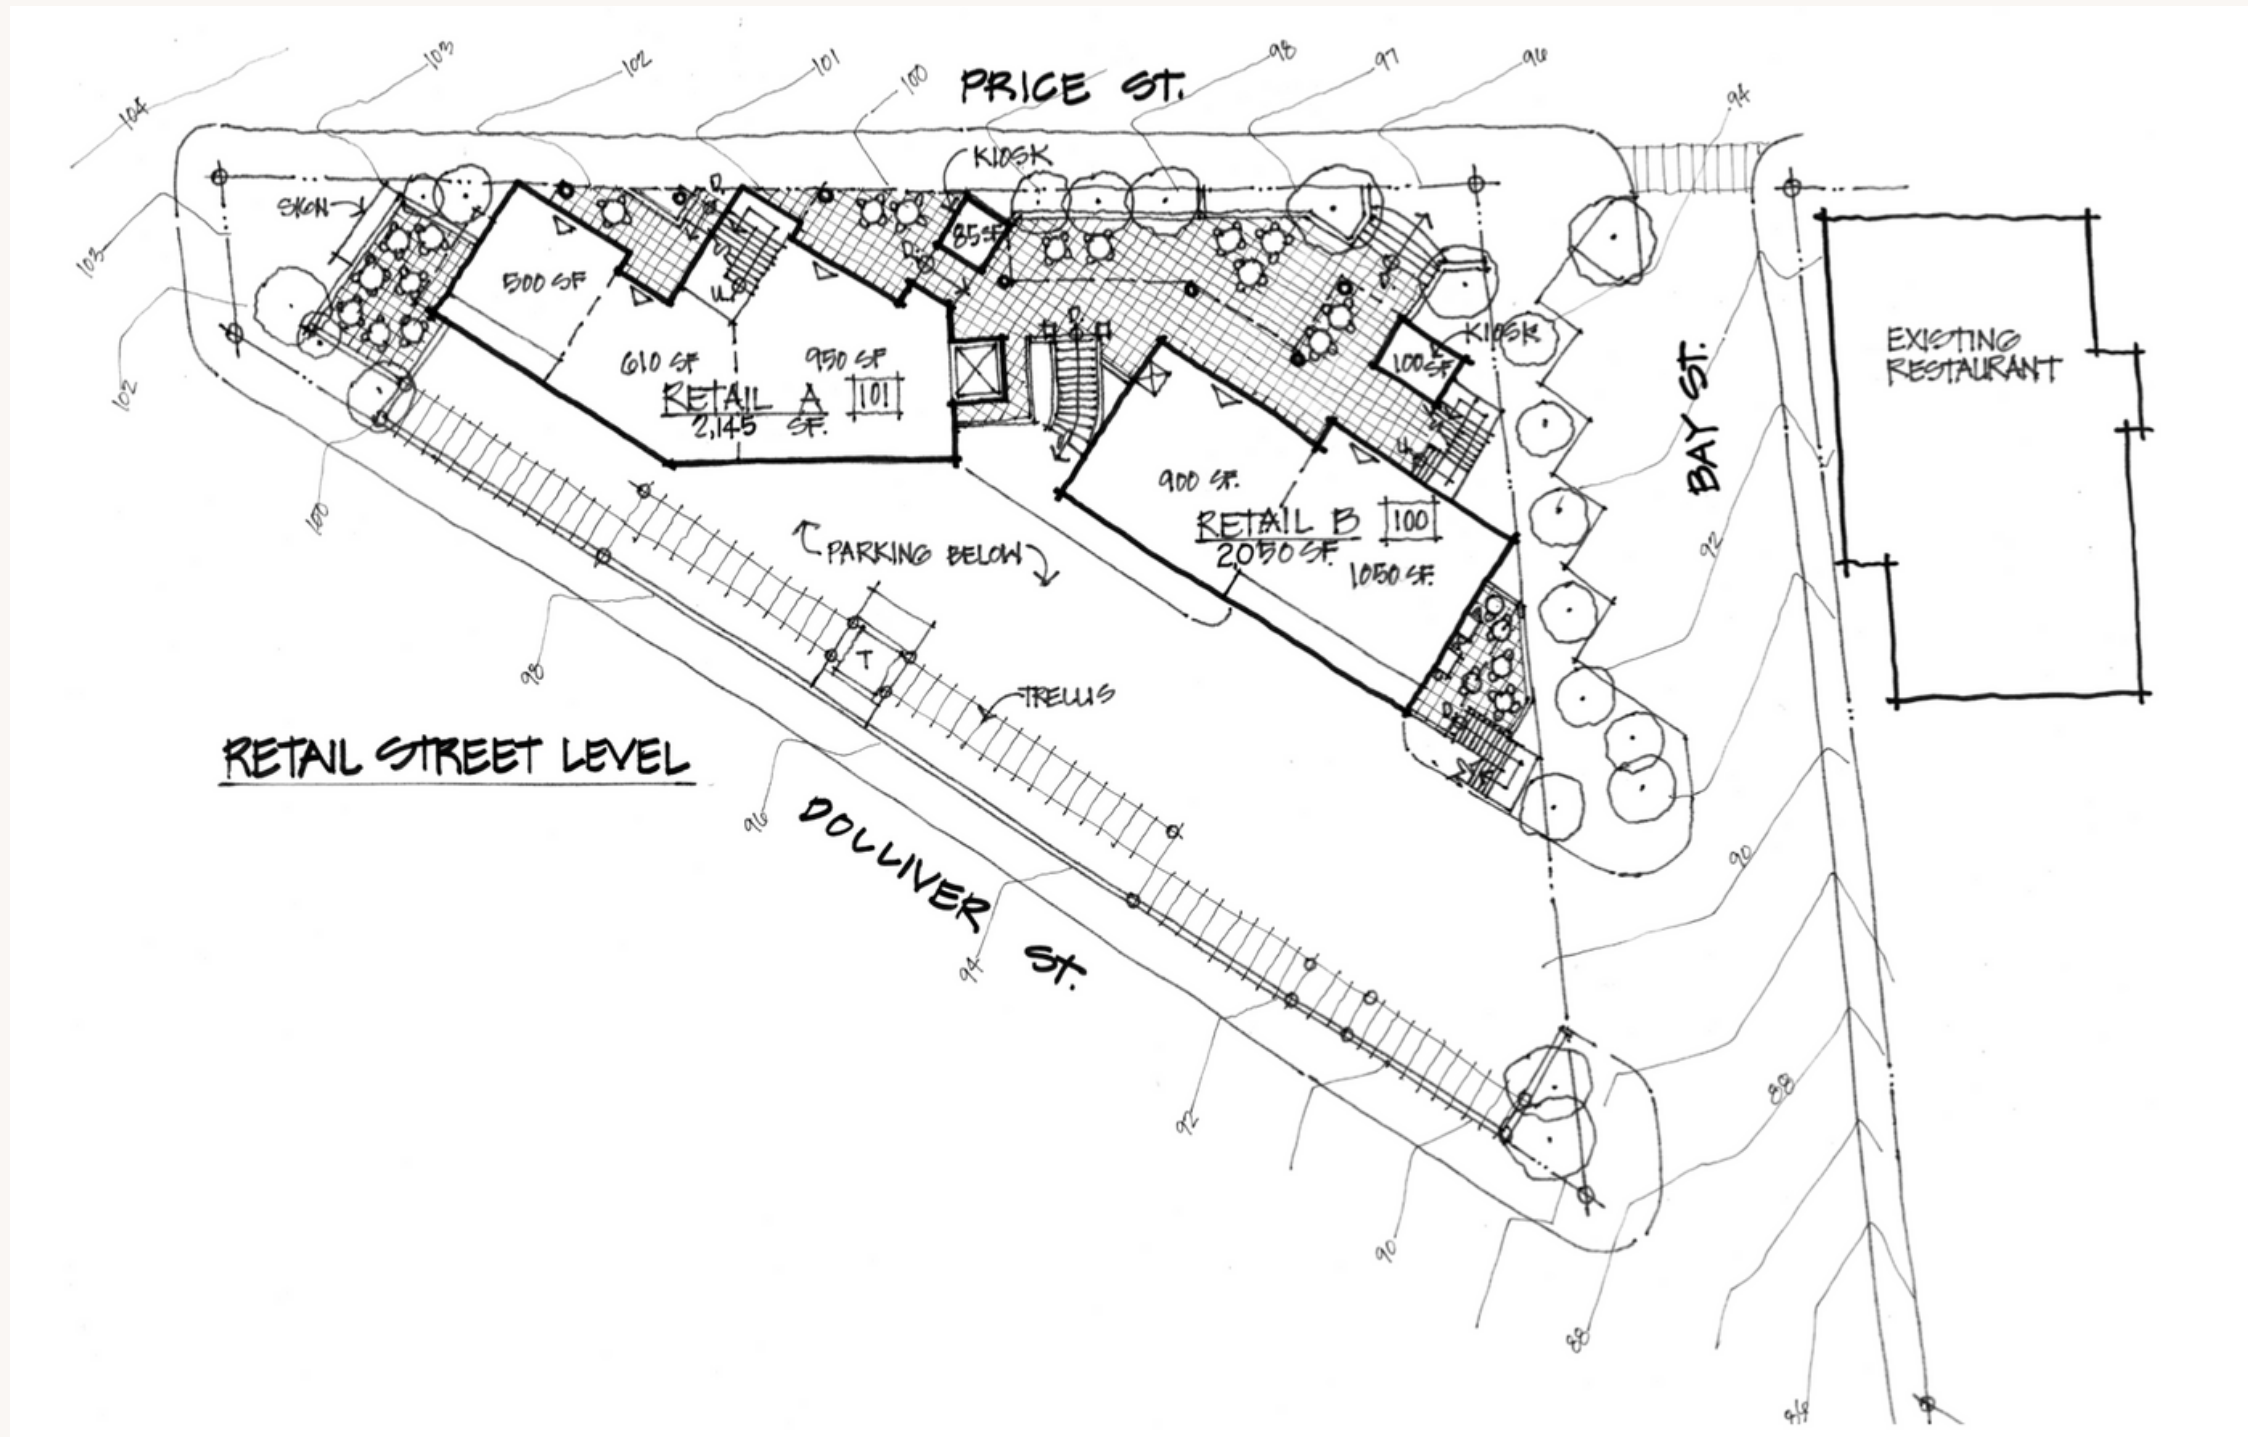 104
103
102
101
100
PRICE ST.
98
97
96
94
KIOSK
SIGN
D
103
85 SF
U
500 SF
KIOSK
100 SF
EXISTING
RESTAURANT
102
610 SF
950 SF
RETAIL A
101
2,145 SF.
D
U
BAY ST.
900 SF.
RETAIL B
100
2,050 SF.
1050 SF.
100
PARKING BELOW
92
98
T
TRELLIS
D
RETAIL STREET LEVEL
96
DOLLIVER ST.
90
94
88
92
90
88